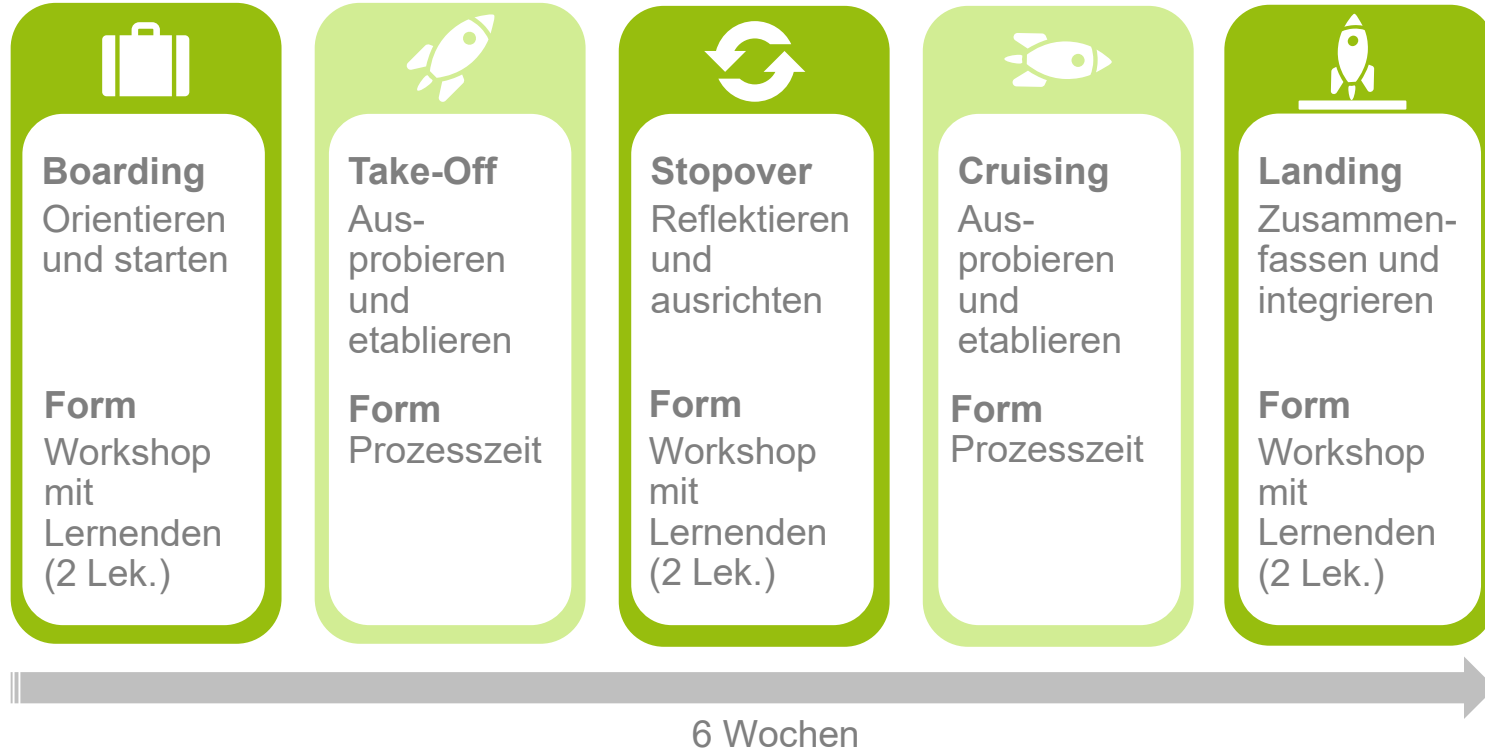 Boarding
Orientieren
und starten
Form
Workshop
mit
Lernenden
(2 Lek.)
Take-Off
Aus-
probieren
und
etablieren
Form
Prozesszeit
Stopover
Reflektieren
und
ausrichten
Form
Workshop
mit
Lernenden
(2 Lek.)
Cruising
Aus-
probieren
und
etablieren
Form
Prozesszeit
Landing
Zusammen-
fassen und
integrieren
Form
Workshop
mit
Lernenden
(2 Lek.)
6 Wochen